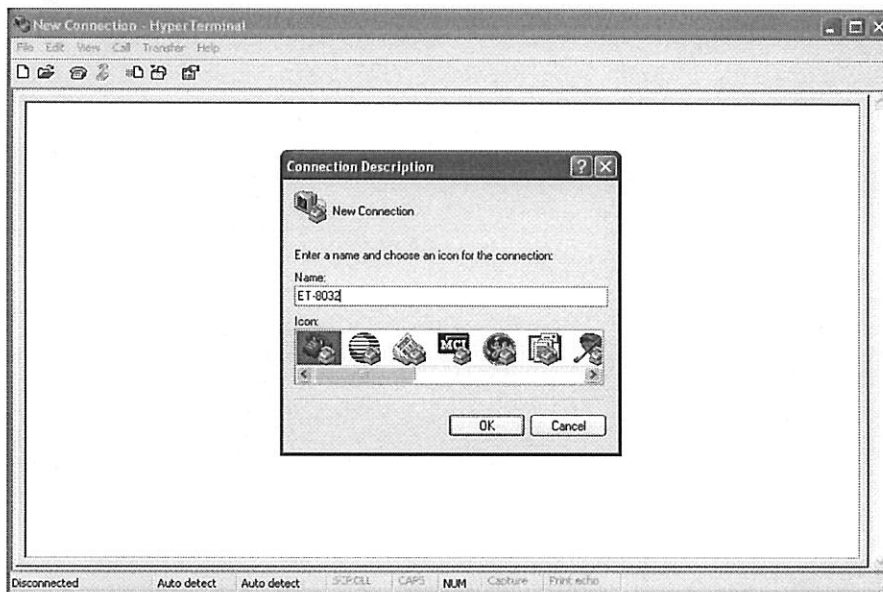 New Connection - HyperTerminal
File Edit View Call Transfer Help
Connection Description
New Connection
Enter a name and choose an icon for the connection:
Name:
ET-8032
Icon:
MCI
OK Cancel
Disconnected Auto detect Auto detect SCROLL CAPS NUM Capture Print echo